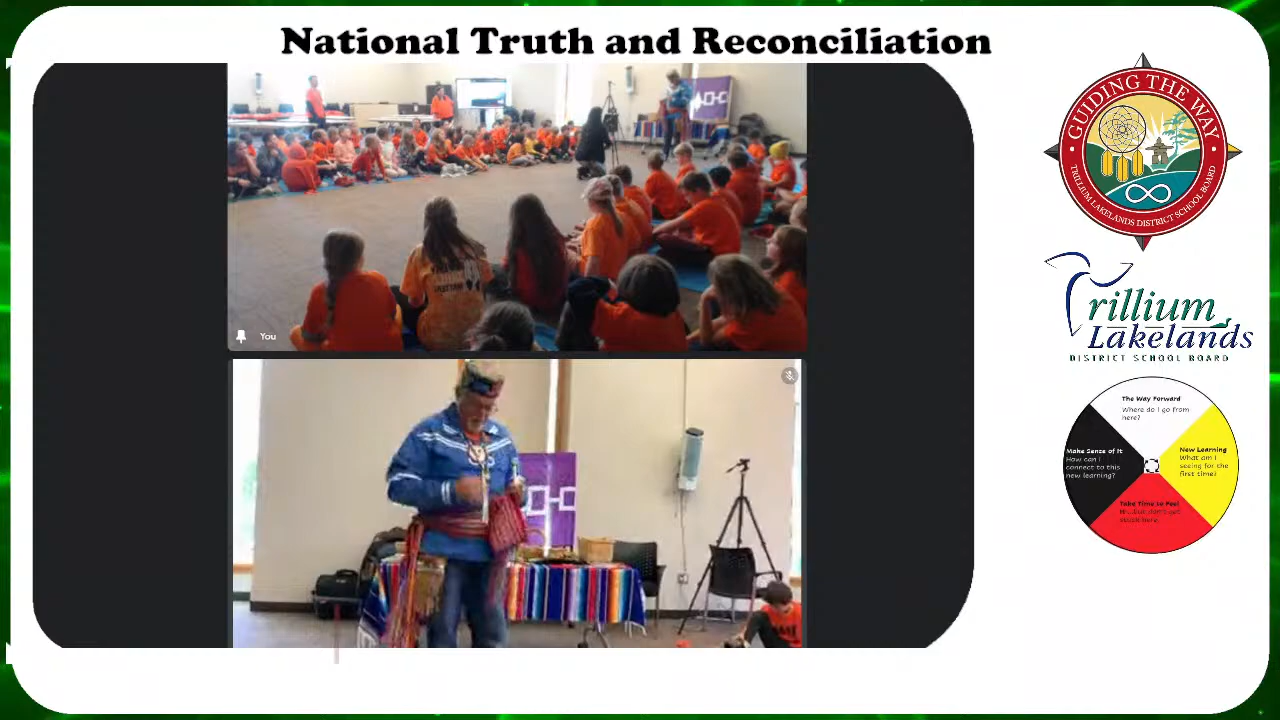 National Truth and Reconciliation
You
GUIDING THE WAY
TRILLIUM LAKELANDS DISTRICT SCHOOL BOARD
Trillium
Lakelands
DISTRICT SCHOOL BOARD
The Way Forward
Where do I go from
here?
Make Sense of It
How can I
connect to this
new learning?
New Learning
What am I
seeing for the
first time?
Take Time to Feel